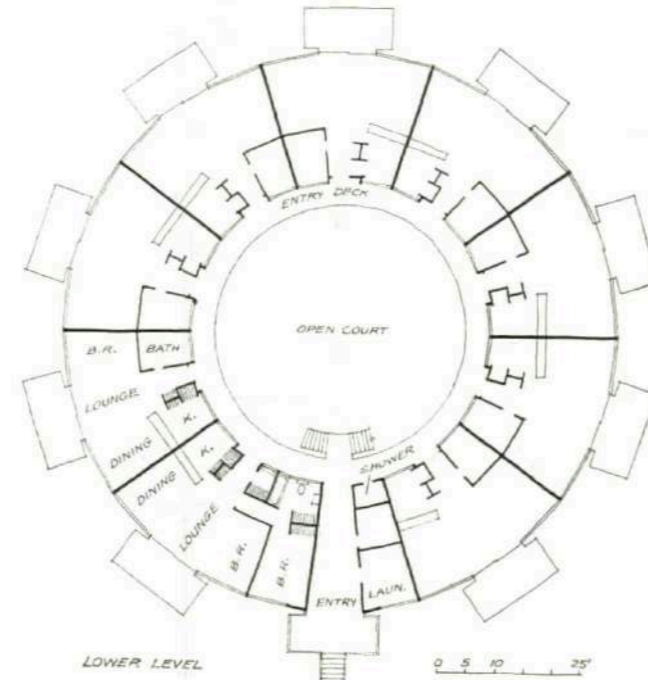 ENTRY DECK
OPEN COURT
B.R.
BATH
LOUNGE
K.
DINING
K.
DINING
LOUNGE
B.R.
B.R.
SHOWER
ENTRY
LAUN.
LOWER LEVEL
0 5 10 25'